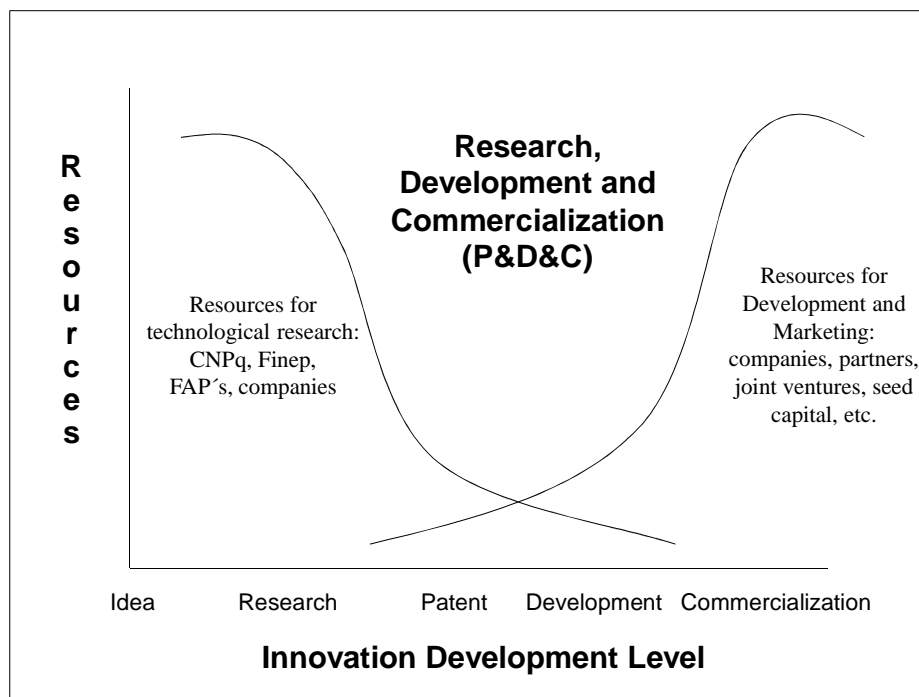 Resources
Research,
Development and
Commercialization
(P&D&C)
Resources for
technological research:
CNPq, Finep,
FAP´s, companies
Resources for
Development and
Marketing:
companies, partners,
joint ventures, seed
capital, etc.
Idea Research Patent Development Commercialization
Innovation Development Level